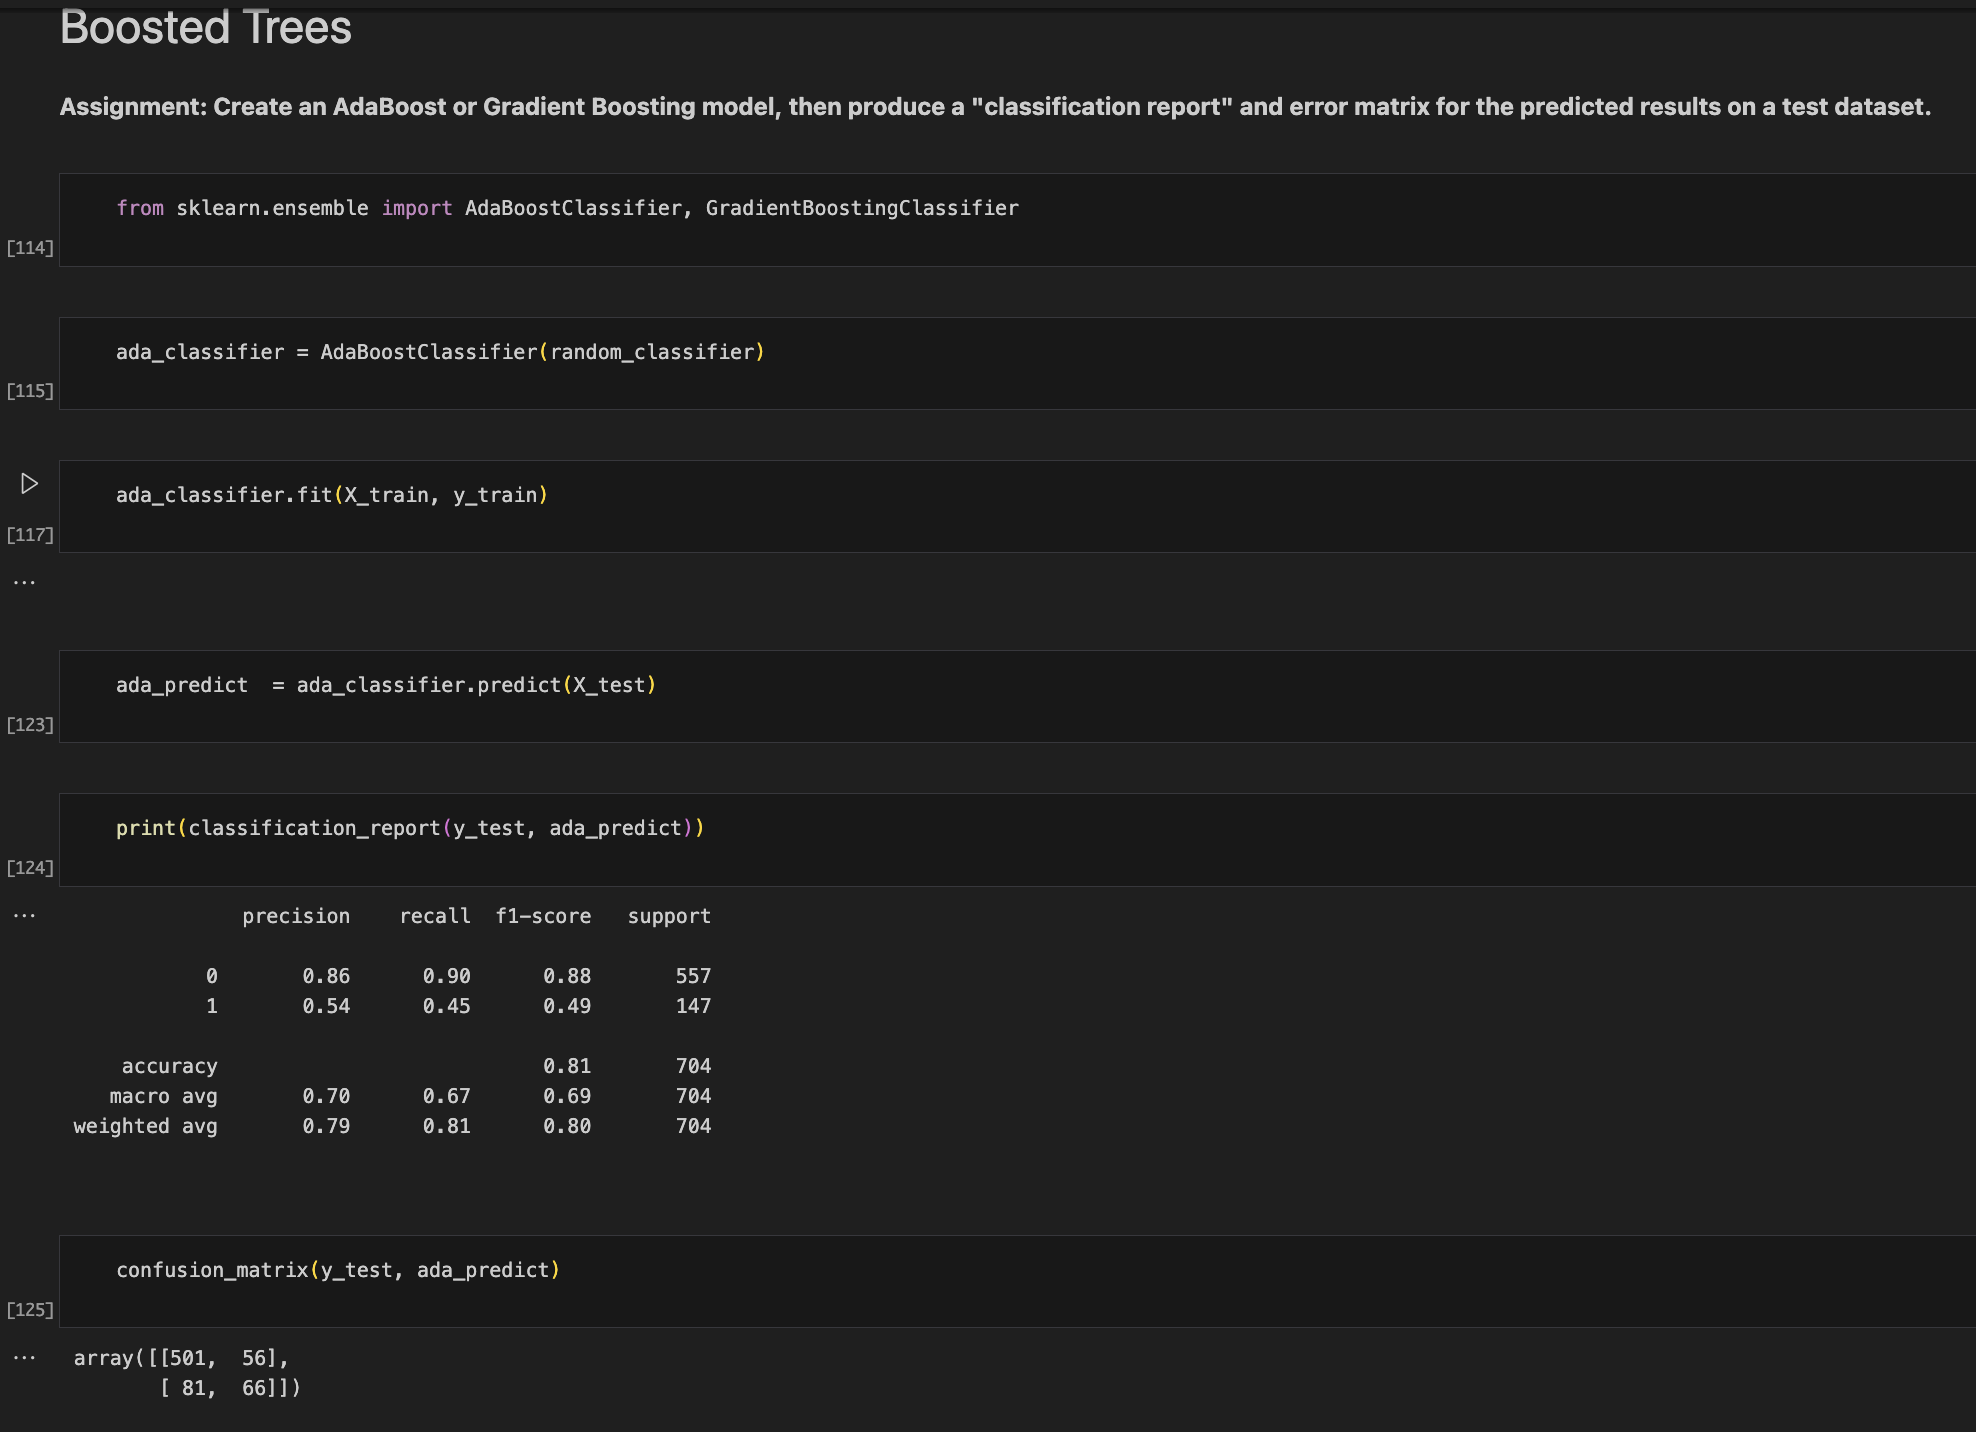 Boosted Trees
Assignment: Create an AdaBoost or Gradient Boosting model, then produce a "classification report" and error matrix for the predicted results on a test dataset.
from sklearn.ensemble import AdaBoostClassifier, GradientBoostingClassifier
[114]
ada_classifier = AdaBoostClassifier(random_classifier)
[115]
ada_classifier.fit(X_train, y_train)
[117]
...
ada_predict  = ada_classifier.predict(X_test)
[123]
print(classification_report(y_test, ada_predict))
[124]
... precision recall f1-score support
0 0.86 0.90 0.88 557
1 0.54 0.45 0.49 147
accuracy 0.81 704
macro avg 0.70 0.67 0.69 704
weighted avg 0.79 0.81 0.80 704
confusion_matrix(y_test, ada_predict)
[125]
... array([[501,  56],
[ 81,  66]])